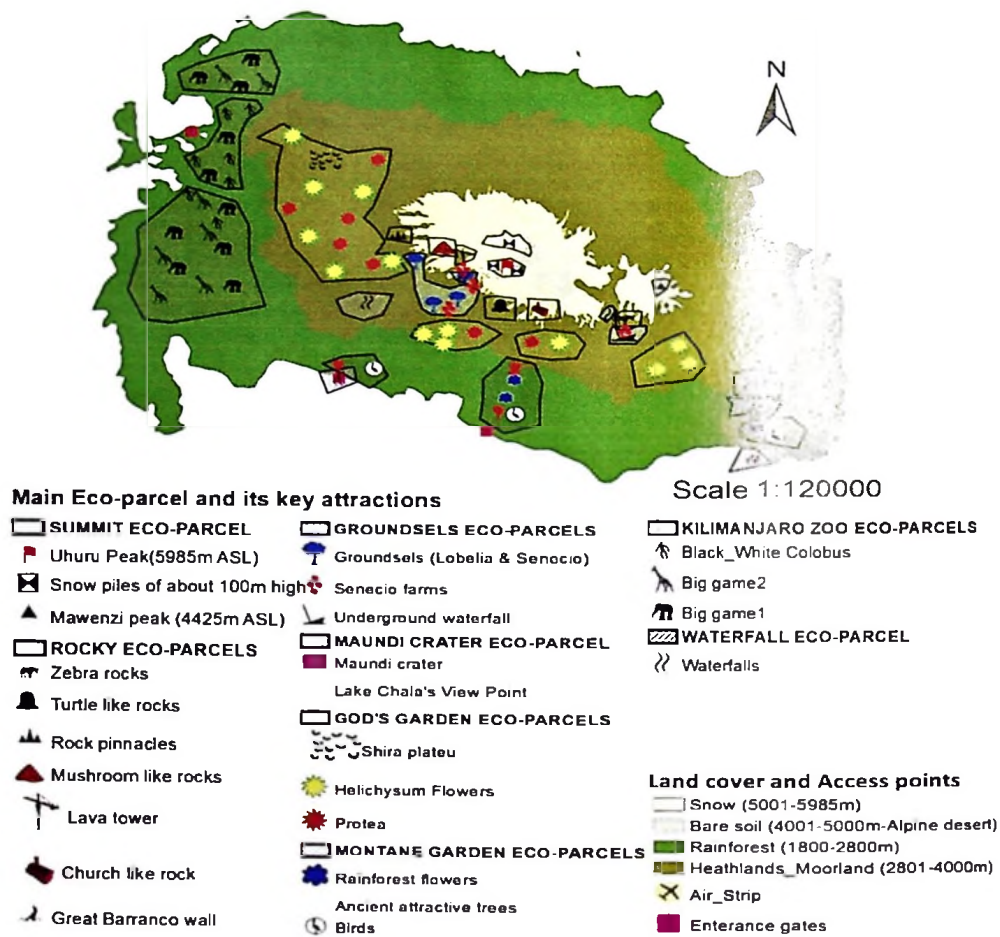 N
Scale 1:120000
Main Eco-parcel and its key attractions
SUMMIT ECO-PARCEL
Uhuru Peak(5985m ASL)
Snow piles of about 100m high
Mawenzi peak (4425m ASL)
ROCKY ECO-PARCELS
Zebra rocks
Turtle like rocks
Rock pinnacles
Mushroom like rocks
Lava tower
Church like rock
Great Barranco wall
GROUNDSELS ECO-PARCELS
Groundsels (Lobelia & Senocio)
Senecio farms
Underground waterfall
MAUNDI CRATER ECO-PARCEL
Maundi crater
Lake Chala's View Point
GOD'S GARDEN ECO-PARCELS
Shira plateu
Helichysum Flowers
Protea
MONTANE GARDEN ECO-PARCELS
Rainforest flowers
Ancient attractive trees
Birds
KILIMANJARO ZOO ECO-PARCELS
Black_White Colobus
Big game2
Big game1
WATERFALL ECO-PARCEL
Waterfalls
Land cover and Access points
Snow (5001-5985m)
Bare soil (4001-5000m-Alpine desert)
Rainforest (1800-2800m)
Heathlands_Moorland (2801-4000m)
Air_Strip
Enterance gates